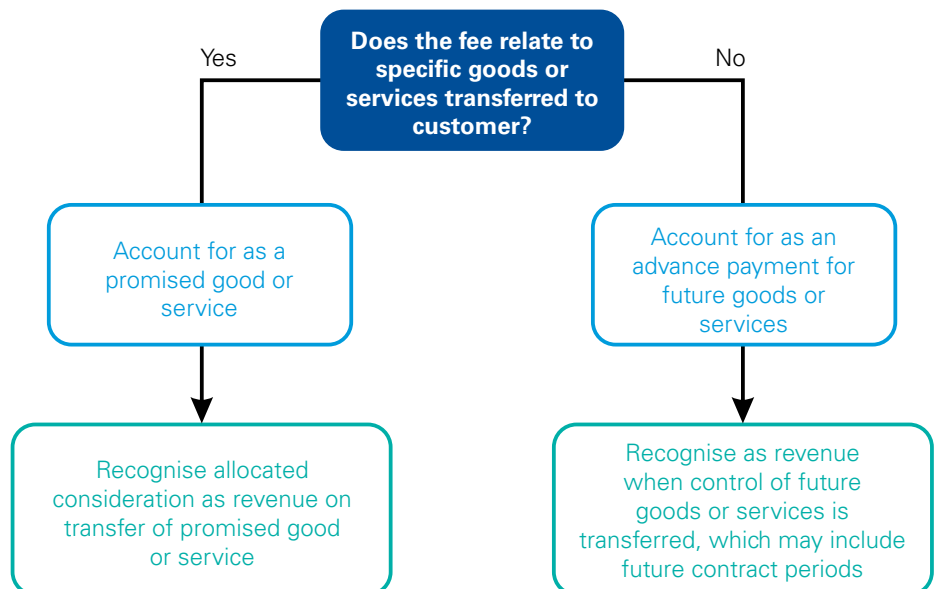 Does the fee relate to
specific goods or
services transferred to
customer?
Yes
No
Account for as a
promised good or
service
Account for as an
advance payment for
future goods or
services
Recognise allocated
consideration as revenue on
transfer of promised good
or service
Recognise as revenue
when control of future
goods or services is
transferred, which may include
future contract periods